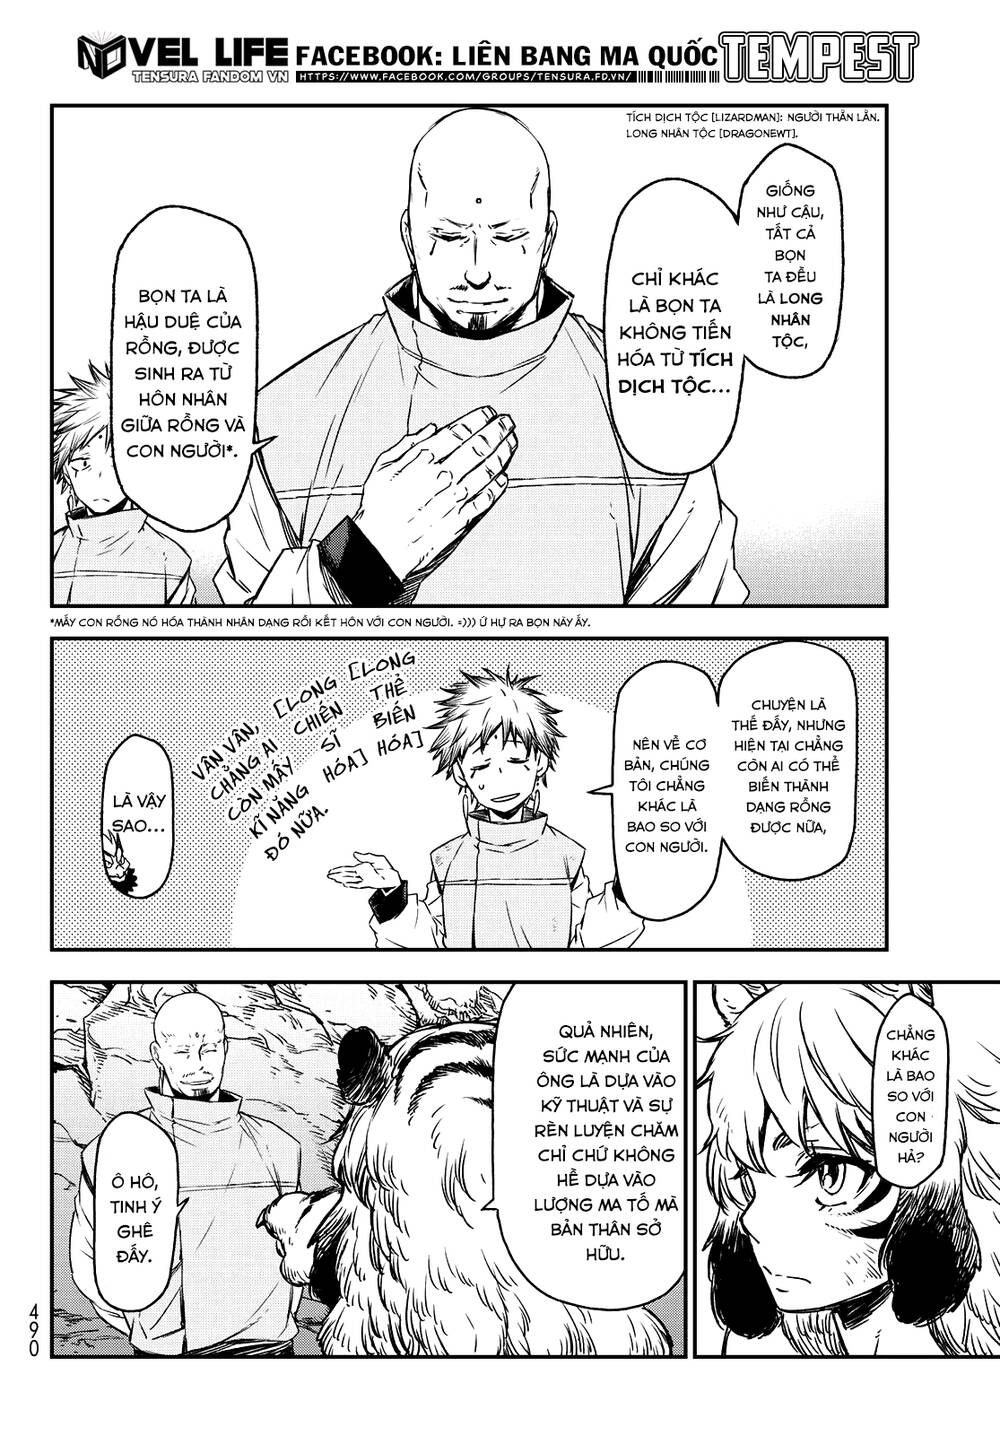 NOVEL LIFE
TENSURA FANDOM VN
FACEBOOK: LIÊN BANG MA QUỐC TEMPEST
HTTPS://WWW.FACEBOOK.COM/GROUPS/TENSURA.FD.VN/
TÍCH DỊCH TỘC [LIZARDMAN]: NGƯỜI THẰN LẰN.
LONG NHÂN TỘC [DRAGONEWT].
GIỐNG
NHƯ CẬU,
TẤT CẢ
BỌN
TA ĐỀU
LÀ LONG
NHÂN
TỘC,
CHỈ KHÁC
LÀ BỌN TA
KHÔNG TIẾN
HÓA TỪ TÍCH
DỊCH TỘC...
BỌN TA LÀ
HẬU DUỆ CỦA
RỒNG, ĐƯỢC
SINH RA TỪ
HÔN NHÂN
GIỮA RỒNG VÀ
CON NGƯỜI*.
*MẤY CON RỒNG NÓ HÓA THÀNH NHÂN DẠNG RỒI KẾT HÔN VỚI CON NGƯỜI. =))) Ứ HỰ RA BỌN NÀY ẤY.
CHUYỆN LÀ
THẾ ĐẤY, NHƯNG
HIỆN TẠI CHẲNG
CÒN AI CÓ THỂ
BIẾN THÀNH
DẠNG RỒNG
ĐƯỢC NỮA,
NÊN VỀ CƠ
BẢN, CHÚNG
TÔI CHẲNG
KHÁC LÀ
BAO SO VỚI
CON NGƯỜI.
VÂN VÂN, [LONG [LONG
CHẲNG AI CHIẾN THỂ
CÒN MẤY SĨ BIẾN
KĨ NĂNG HÓA] HÓA]
ĐÓ NỮA.
LÀ VẬY
SAO...
CHẲNG
KHÁC
LÀ BAO
SO VỚI
CON
NGƯỜI
HẢ?
QUẢ NHIÊN,
SỨC MẠNH CỦA
ÔNG LÀ DỰA VÀO
KỸ THUẬT VÀ SỰ
RÈN LUYỆN CHĂM
CHỈ CHỨ KHÔNG
HỀ DỰA VÀO
LƯỢNG MA TỐ MÀ
BẢN THÂN SỞ
HỮU.
Ô HÔ,
TINH Ý
GHÊ
ĐẤY.
490